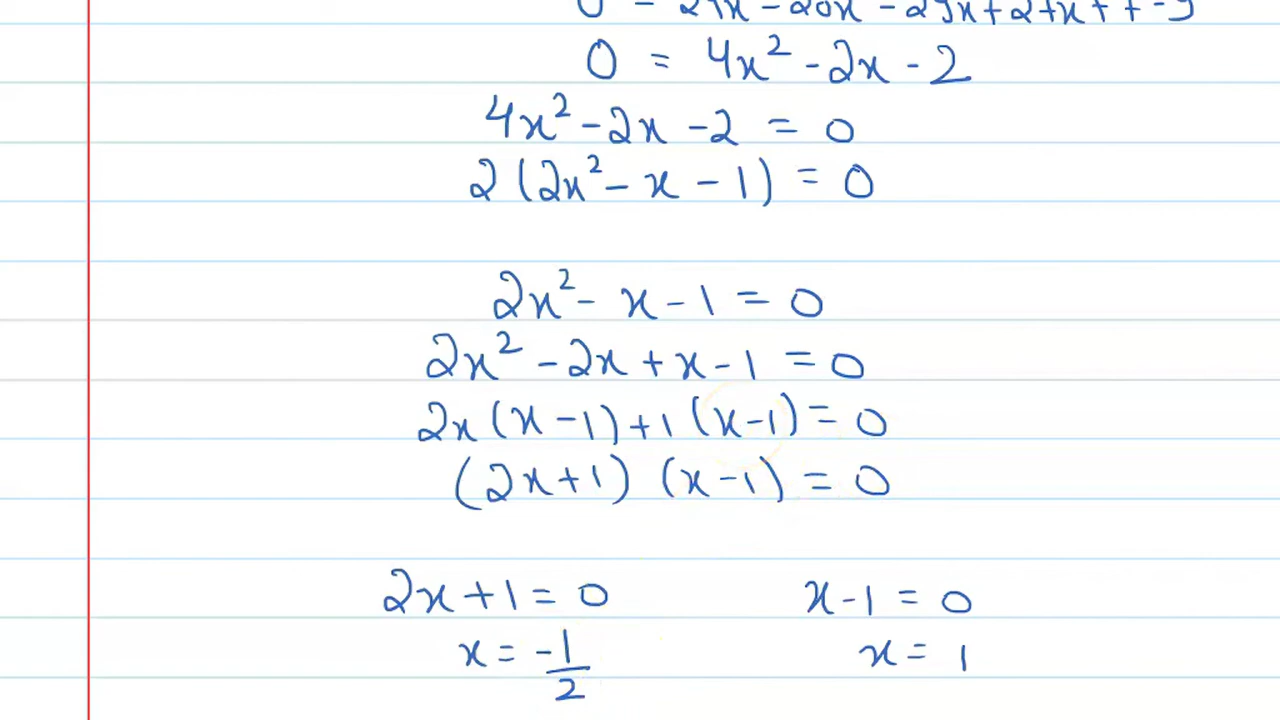 0 = 4x² - 2x - 2
4x² - 2x - 2 = 0
2 (2x² - x - 1) = 0
2x² - x - 1 = 0
2x² - 2x + x - 1 = 0
2x (x - 1) + 1 (x - 1) = 0
(2x + 1) (x - 1) = 0
2x + 1 = 0 x - 1 = 0
x = -1/2 x = 1